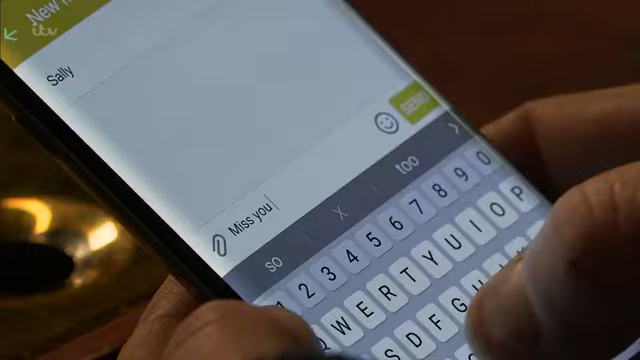 New
itv
Sally
SEND
Miss you
so X too
1 2 3 4 5 6 7 8 9 0
Q W E R T Y U I O P
S D F G